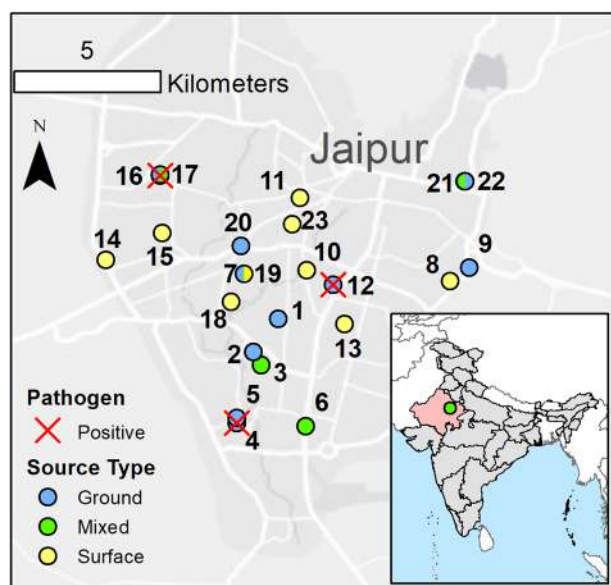 5
Kilometers
N
Jaipur
16 17
21 22
11
23
20
14
15
10
9
8
7 19
12
18
1
13
2
3
5
6
4
Pathogen
Positive
Source Type
Ground
Mixed
Surface